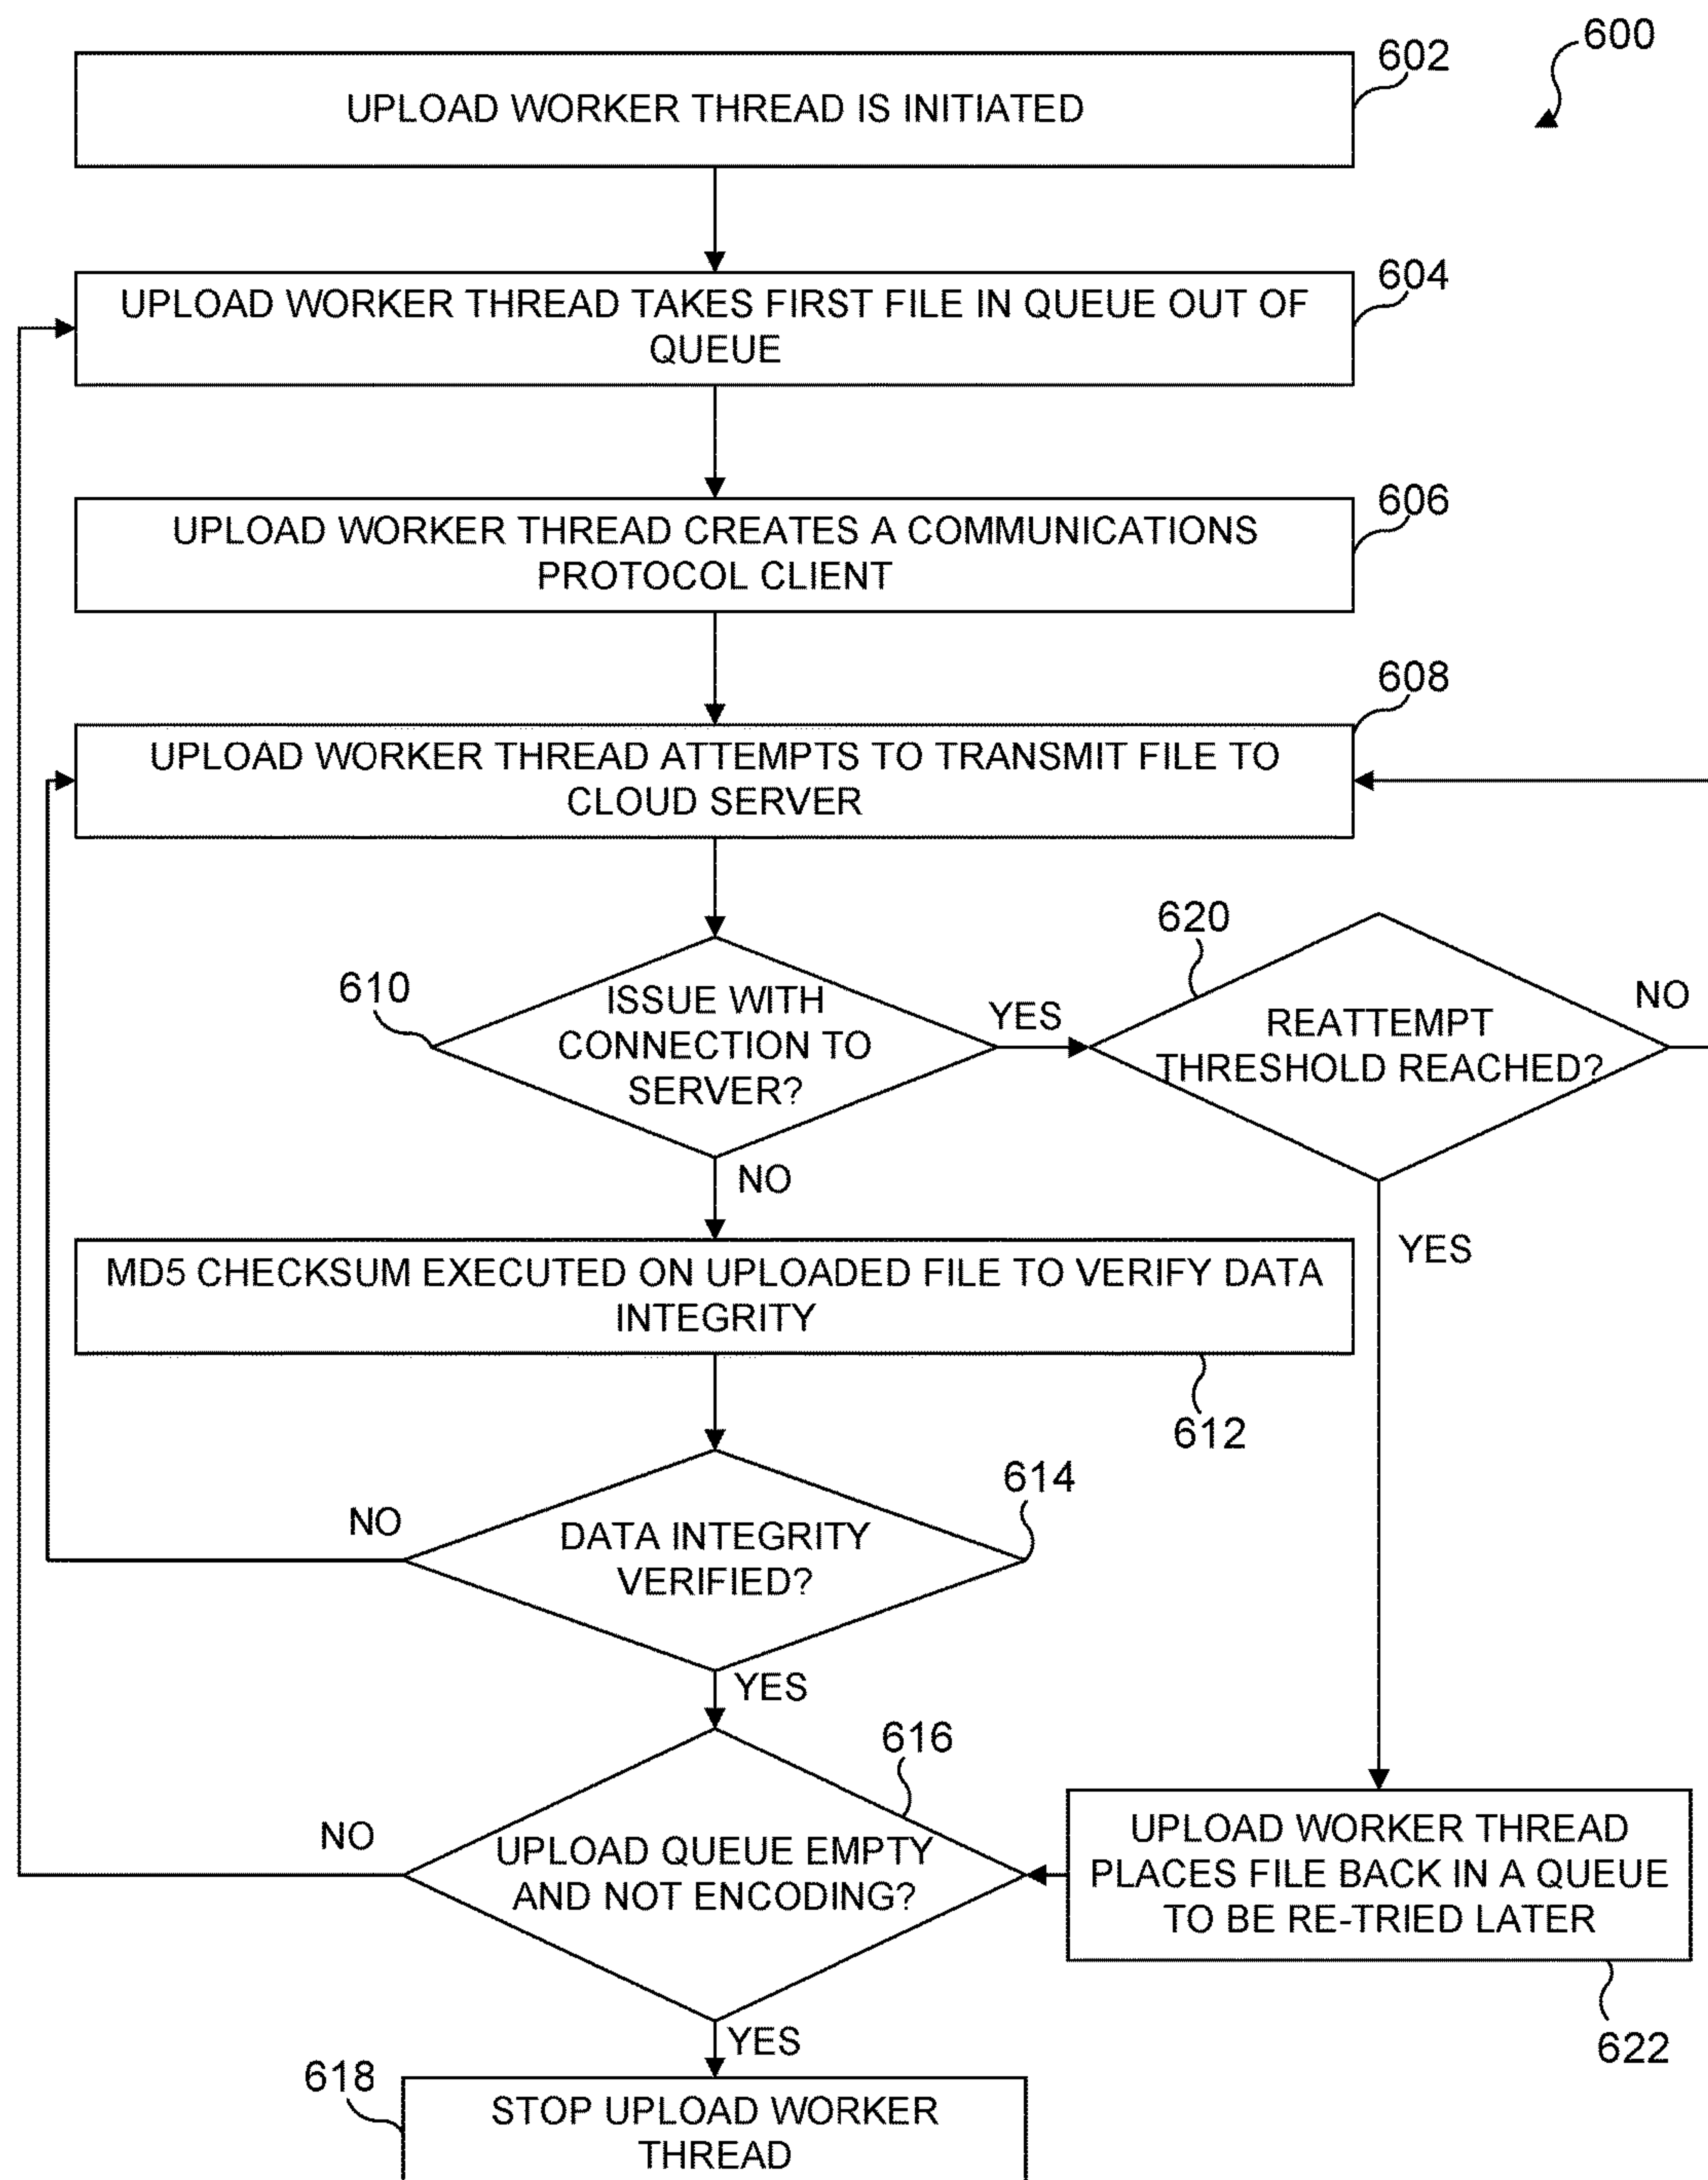 600
602
UPLOAD WORKER THREAD IS INITIATED
604
UPLOAD WORKER THREAD TAKES FIRST FILE IN QUEUE OUT OF
QUEUE
606
UPLOAD WORKER THREAD CREATES A COMMUNICATIONS
PROTOCOL CLIENT
608
UPLOAD WORKER THREAD ATTEMPTS TO TRANSMIT FILE TO
CLOUD SERVER
610
ISSUE WITH
CONNECTION TO
SERVER?
YES
620
REATTEMPT
THRESHOLD REACHED?
NO
NO
YES
MD5 CHECKSUM EXECUTED ON UPLOADED FILE TO VERIFY DATA
INTEGRITY
612
614
NO
DATA INTEGRITY
VERIFIED?
YES
616
NO
UPLOAD QUEUE EMPTY
AND NOT ENCODING?
UPLOAD WORKER THREAD
PLACES FILE BACK IN A QUEUE
TO BE RE-TRIED LATER
622
YES
618
STOP UPLOAD WORKER
THREAD